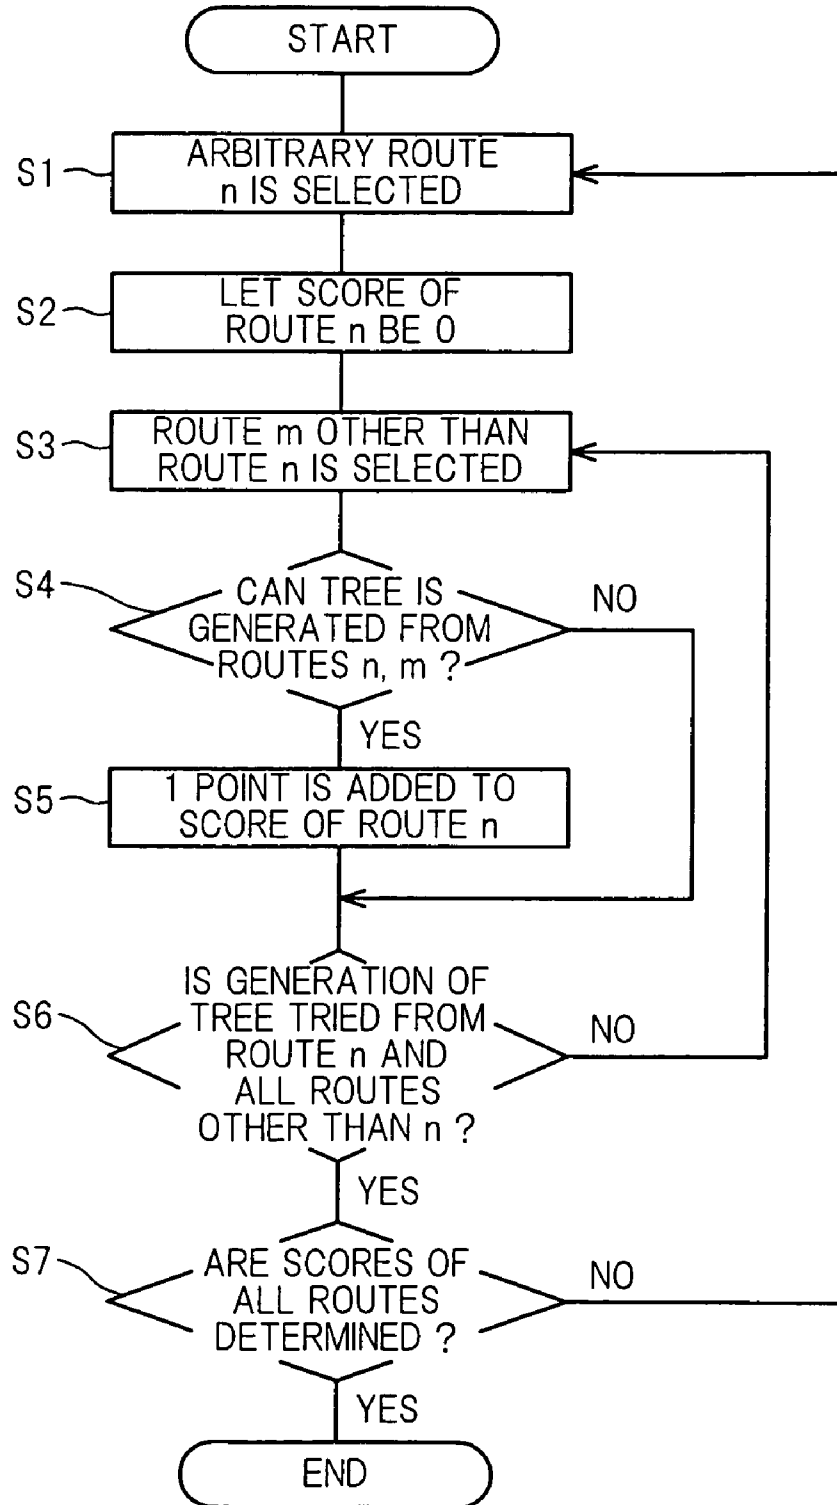 START
S1
ARBITRARY ROUTE
n IS SELECTED
S2
LET SCORE OF
ROUTE n BE 0
S3
ROUTE m OTHER THAN
ROUTE n IS SELECTED
S4
CAN TREE IS
GENERATED FROM
ROUTES n, m ?
NO
YES
S5
1 POINT IS ADDED TO
SCORE OF ROUTE n
S6
IS GENERATION OF
TREE TRIED FROM
ROUTE n AND
ALL ROUTES
OTHER THAN n ?
NO
YES
S7
ARE SCORES OF
ALL ROUTES
DETERMINED ?
NO
YES
END